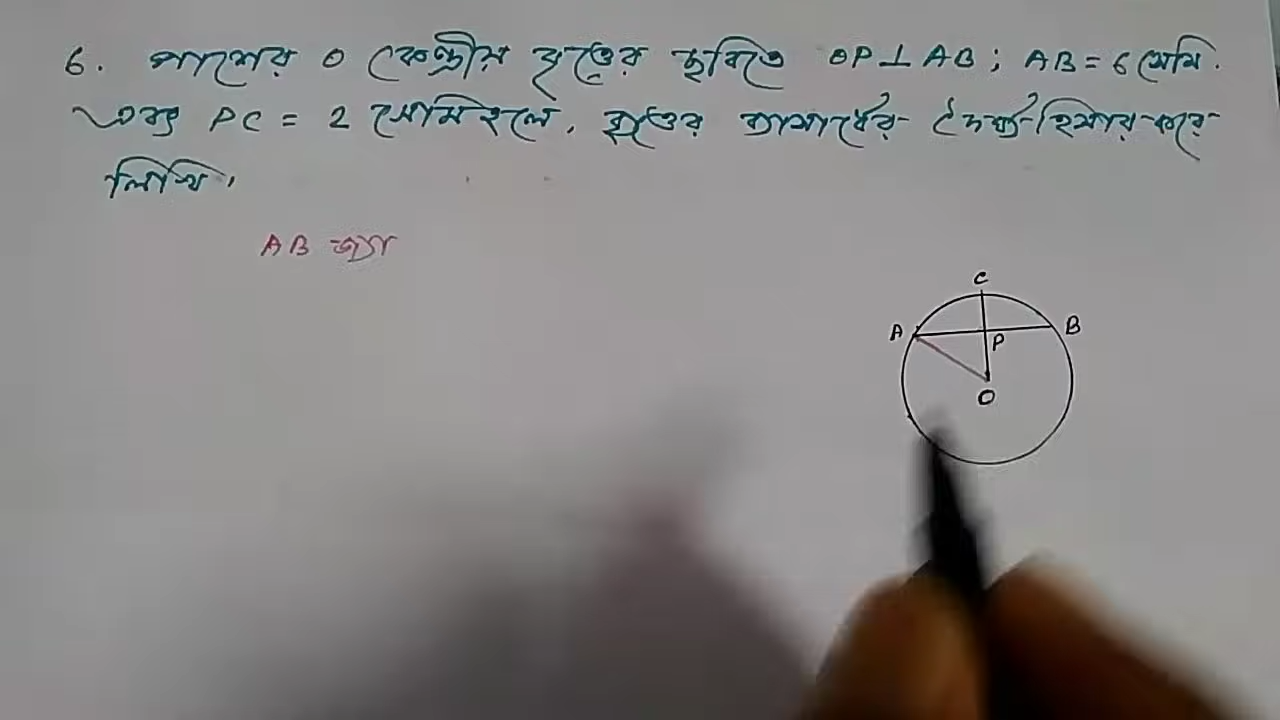 6. পাশের O কেন্দ্রীয় বৃত্তের ছবিতে OP⊥AB; AB=6 সেমি.
এবং PC = 2 সেমি হলে, বৃত্তের ব্যাসার্ধের দৈর্ঘ্য হিসাব করে
লিখি।
AB জ্যা
C
A B
P
O